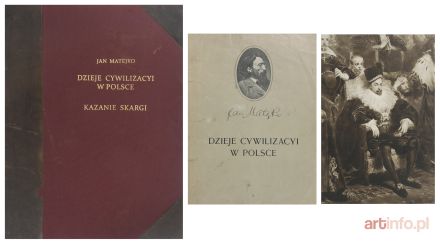 JAN MATEJKO
DZIEJE CYWILIZACYI
W POLSCE
KAZANIE SKARGI
Jan Matejko
DZIEJE CYWILIZACYI
W POLSCE
artinfo.pl